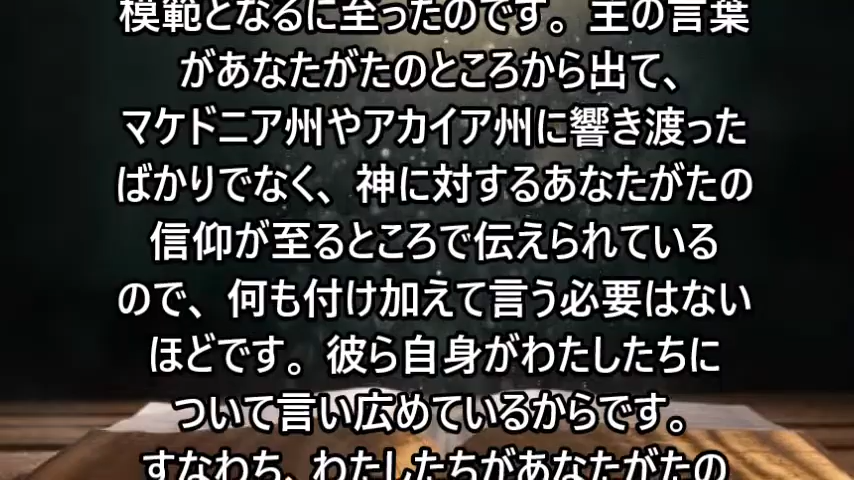 模範となるに至ったのです。主の言葉
があなたがたのところから出て、
マケドニア州やアカイア州に響き渡った
ばかりでなく、神に対するあなたがたの
信仰が至るところで伝えられている
ので、何も付け加えて言う必要はない
ほどです。彼ら自身がわたしたちに
ついて言い広めているからです。
すなわち、わたしたちがあなたがたの